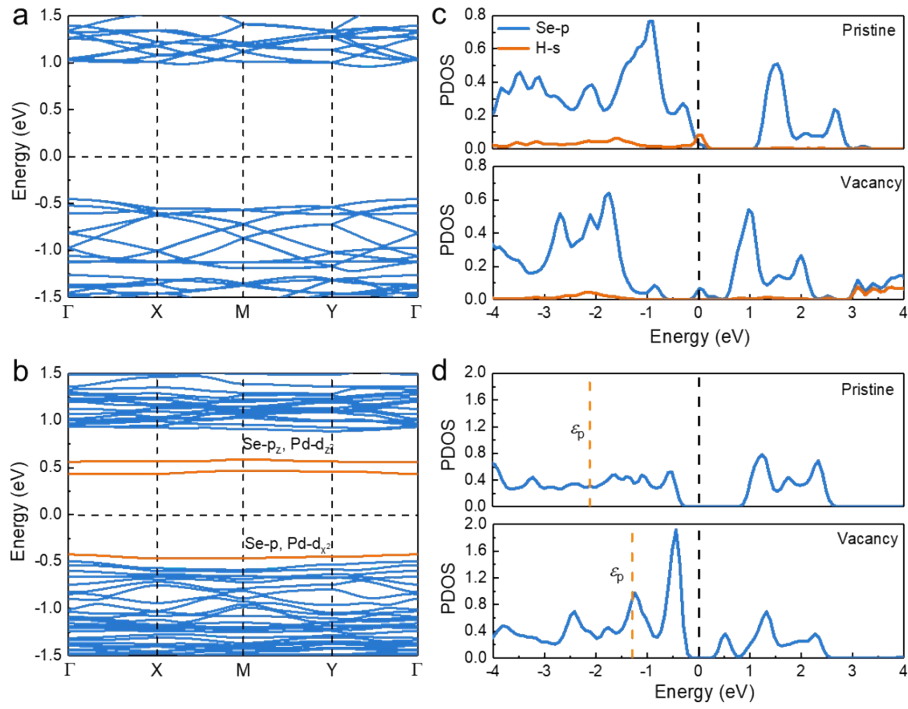 a
1.5
1.0
0.5
0.0
-0.5
-1.0
-1.5
Energy (eV)
Γ X M Y Γ
b
1.5
1.0
0.5
0.0
-0.5
-1.0
-1.5
Energy (eV)
Se-p_z, Pd-d_z²
Se-p, Pd-d_x²
Γ X M Y Γ
c
0.8
0.6
0.4
0.2
0.0
PDOS
Se-p
H-s
Pristine
0.8
0.6
0.4
0.2
0.0
PDOS
Vacancy
-4 -3 -2 -1 0 1 2 3 4
Energy (eV)
d
2.0
1.6
1.2
0.8
0.4
0.0
PDOS
Pristine
ε_p
2.0
1.6
1.2
0.8
0.4
0.0
PDOS
Vacancy
ε_p
-4 -3 -2 -1 0 1 2 3 4
Energy (eV)